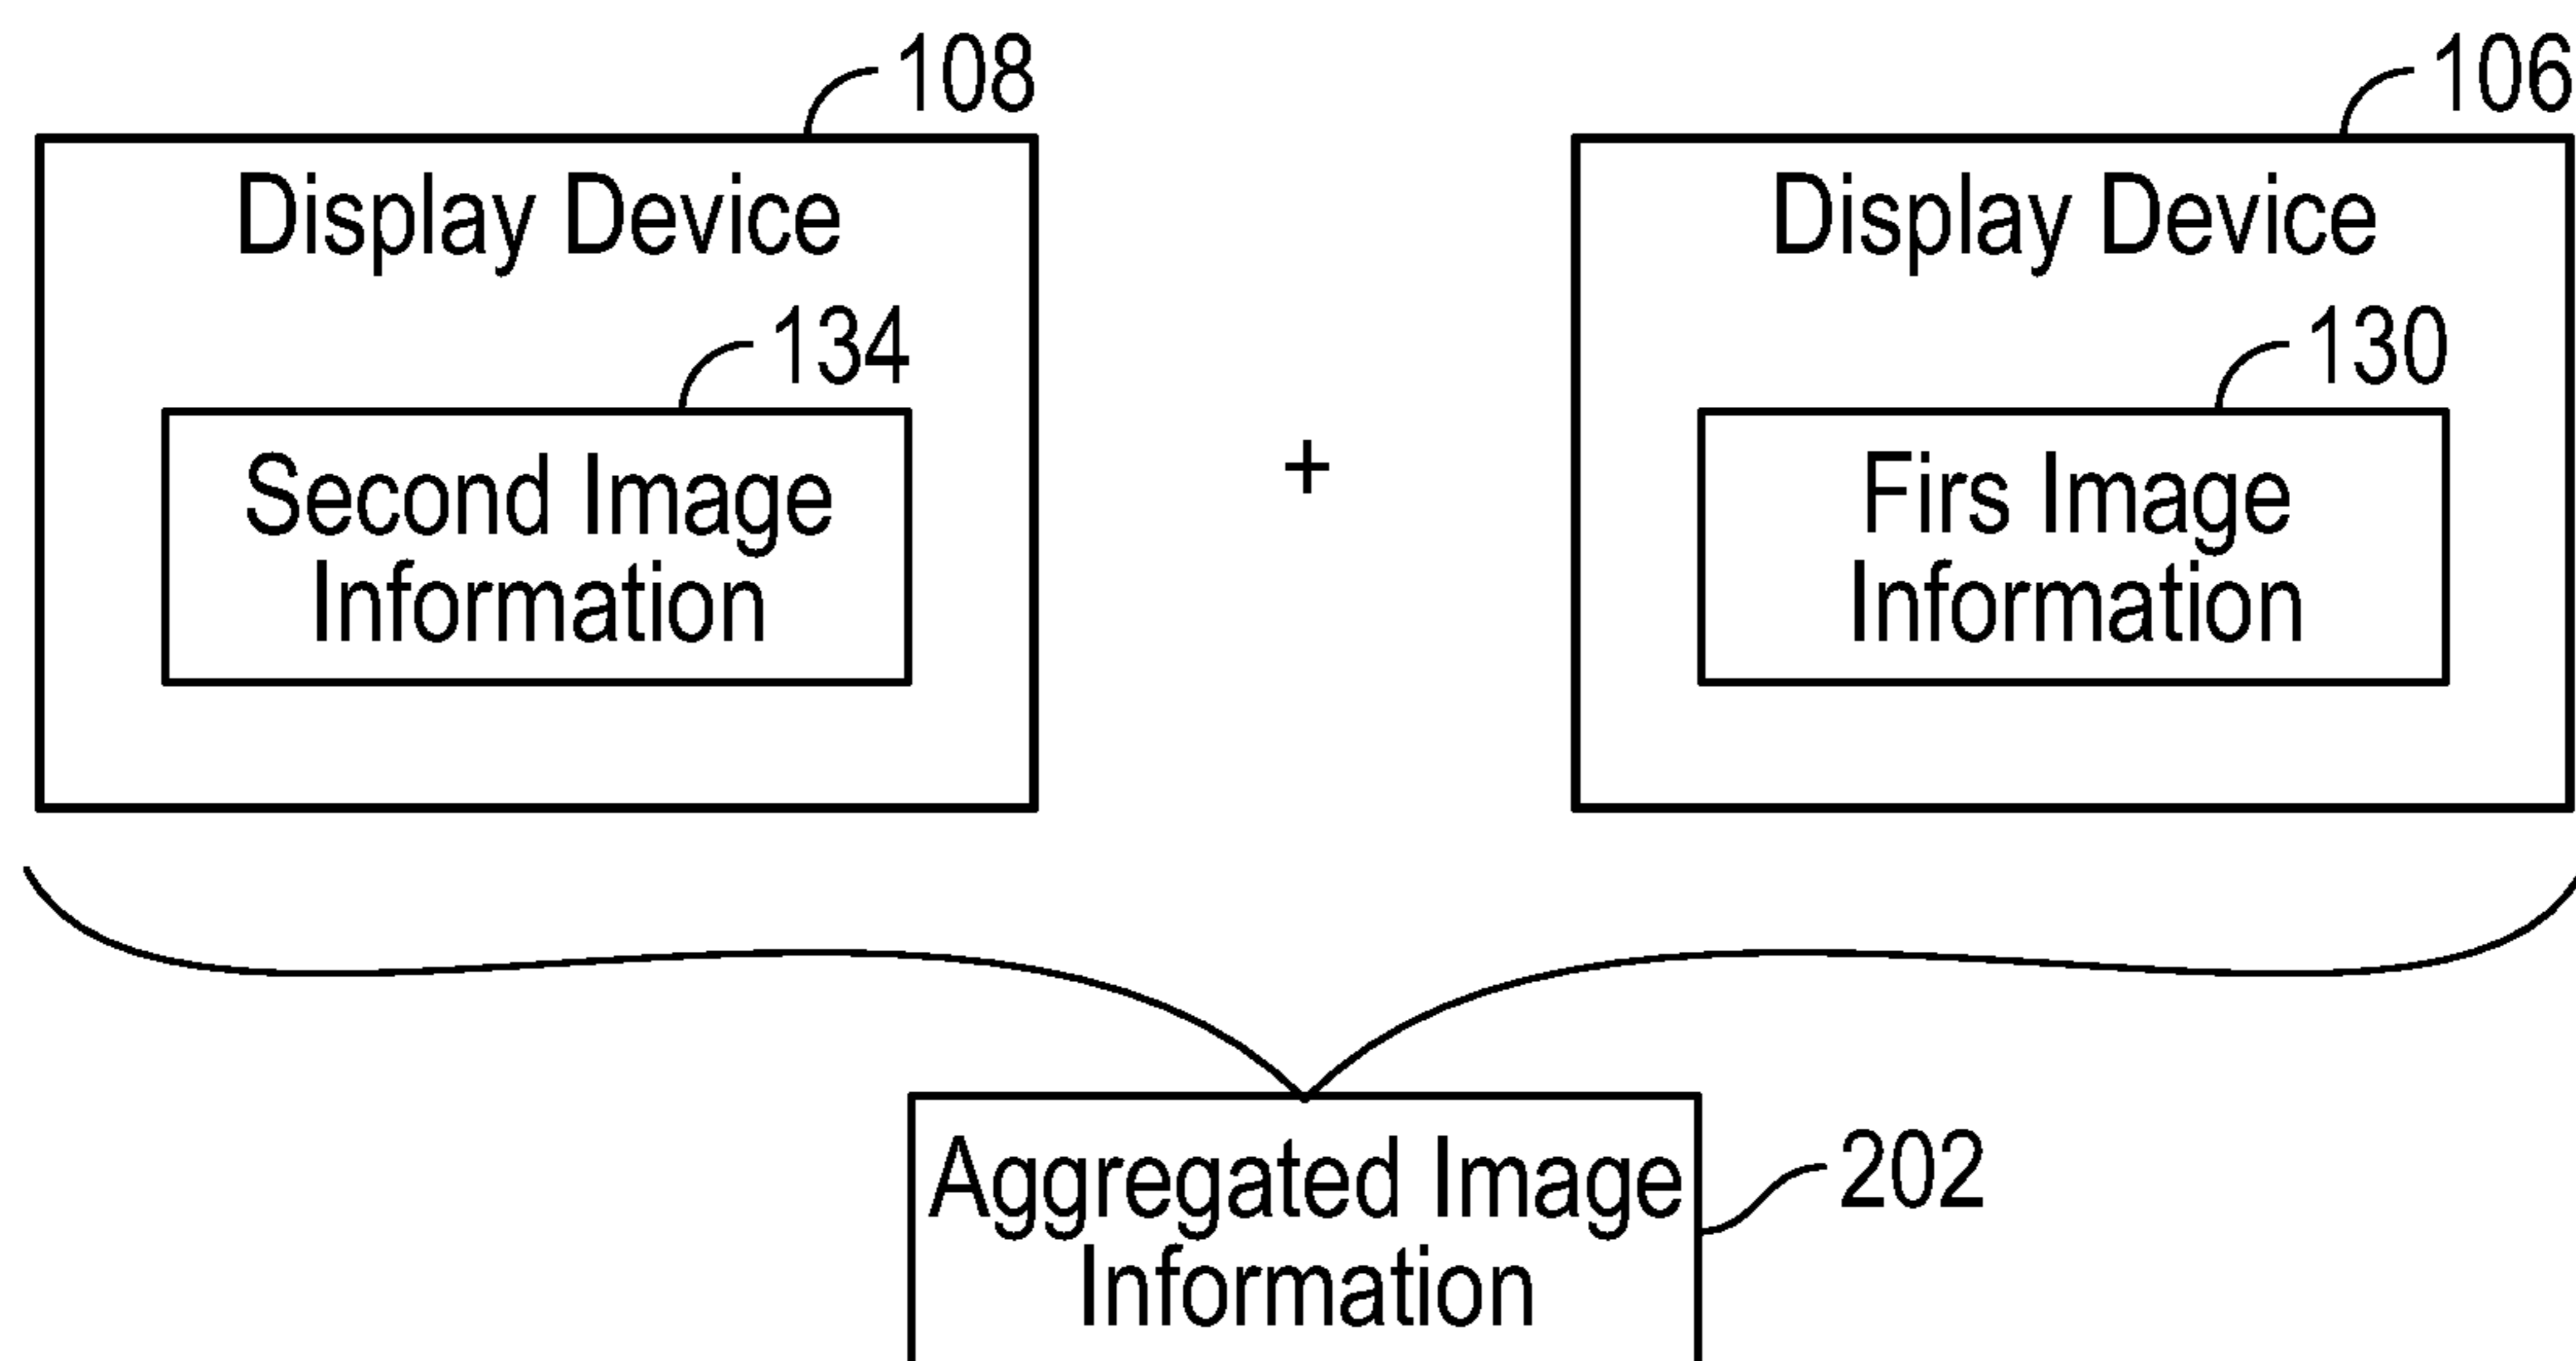 108
Display Device
134
Second Image
Information
+
106
Display Device
130
Firs Image
Information
Aggregated Image
Information
202